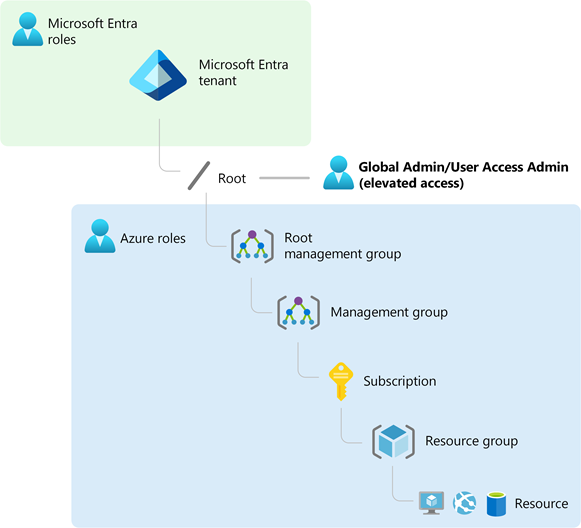 Microsoft Entra
roles
Microsoft Entra
tenant
Root
Global Admin/User Access Admin
(elevated access)
Azure roles
Root
management group
Management group
Subscription
Resource group
Resource